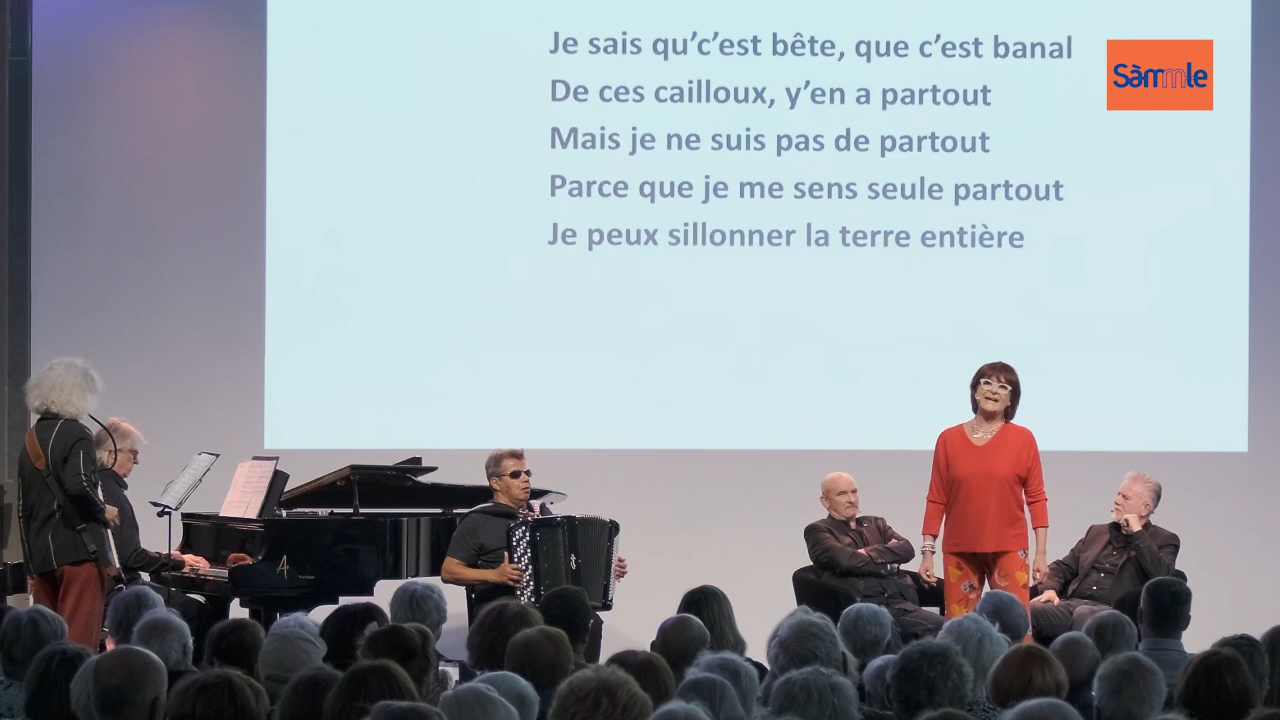 Je sais qu’c’est bête, que c’est banal
De ces cailloux, y’en a partout
Mais je ne suis pas de partout
Parce que je me sens seule partout
Je peux sillonner la terre entière
Sàmmle